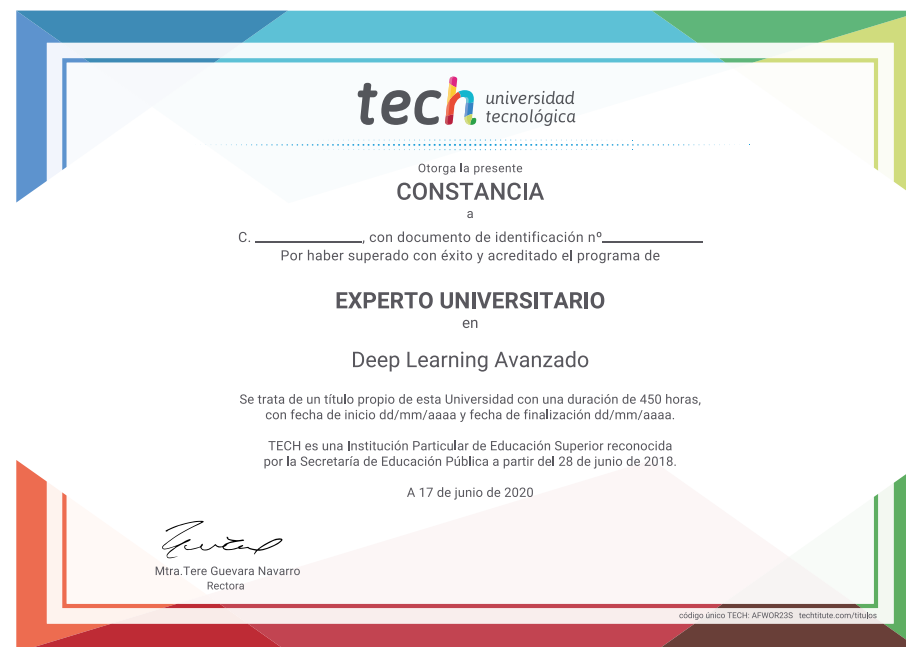 tech universidad
tecnológica
Otorga la presente
CONSTANCIA
a
C. ____________, con documento de identificación nº____________
Por haber superado con éxito y acreditado el programa de
EXPERTO UNIVERSITARIO
en
Deep Learning Avanzado
Se trata de un título propio de esta Universidad con una duración de 450 horas,
con fecha de inicio dd/mm/aaaa y fecha de finalización dd/mm/aaaa.
TECH es una Institución Particular de Educación Superior reconocida
por la Secretaría de Educación Pública a partir del 28 de junio de 2018.
A 17 de junio de 2020
Mtra.Tere Guevara Navarro
Rectora
código único TECH: AFWOR23S techtitute.com/titulos